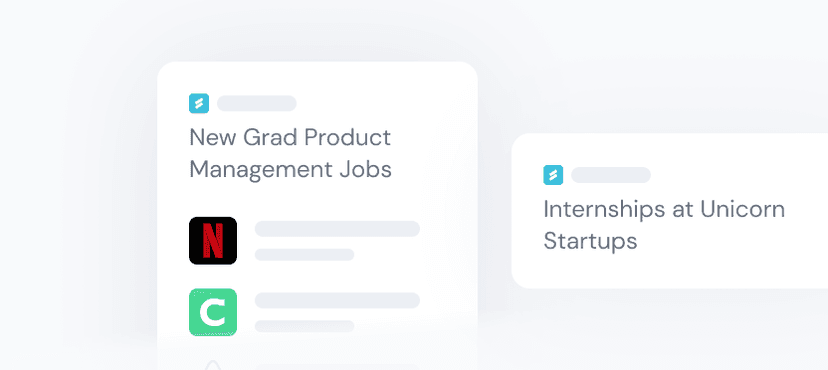 New Grad Product
Management Jobs
N
C
Internships at Unicorn
Startups